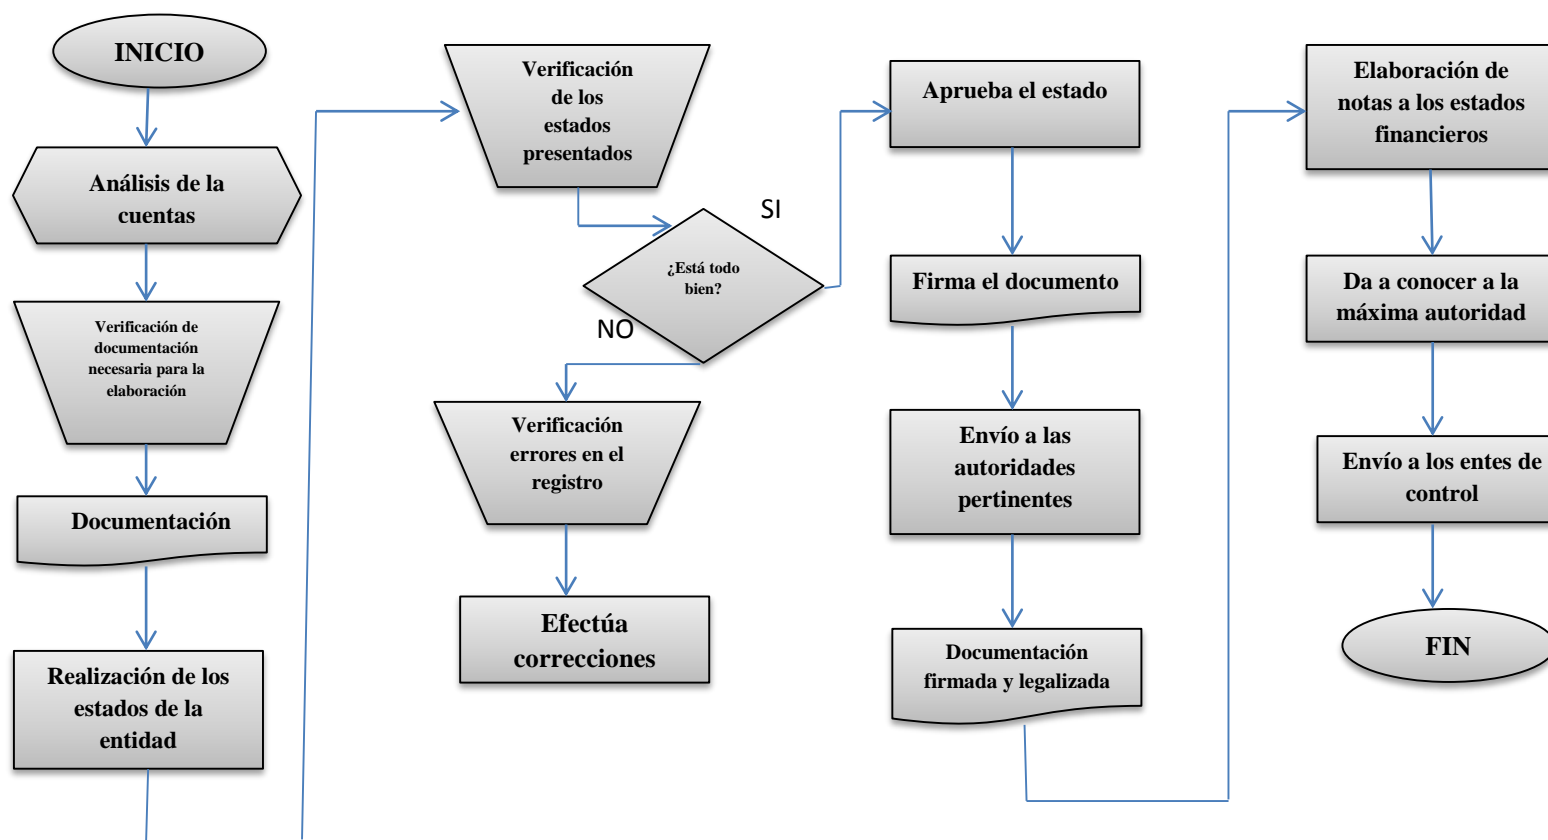 INICIO
Análisis de la
cuentas
Verificación de
documentación
necesaria para la
elaboración
Documentación
Realización de los
estados de la
entidad
Verificación
de los
estados
presentados
SI
¿Está todo
bien?
NO
Verificación
errores en el
registro
Efectúa
correcciones
Aprueba el estado
Firma el documento
Envío a las
autoridades
pertinentes
Documentación
firmada y legalizada
Elaboración de
notas a los estados
financieros
Da a conocer a la
máxima autoridad
Envío a los entes de
control
FIN